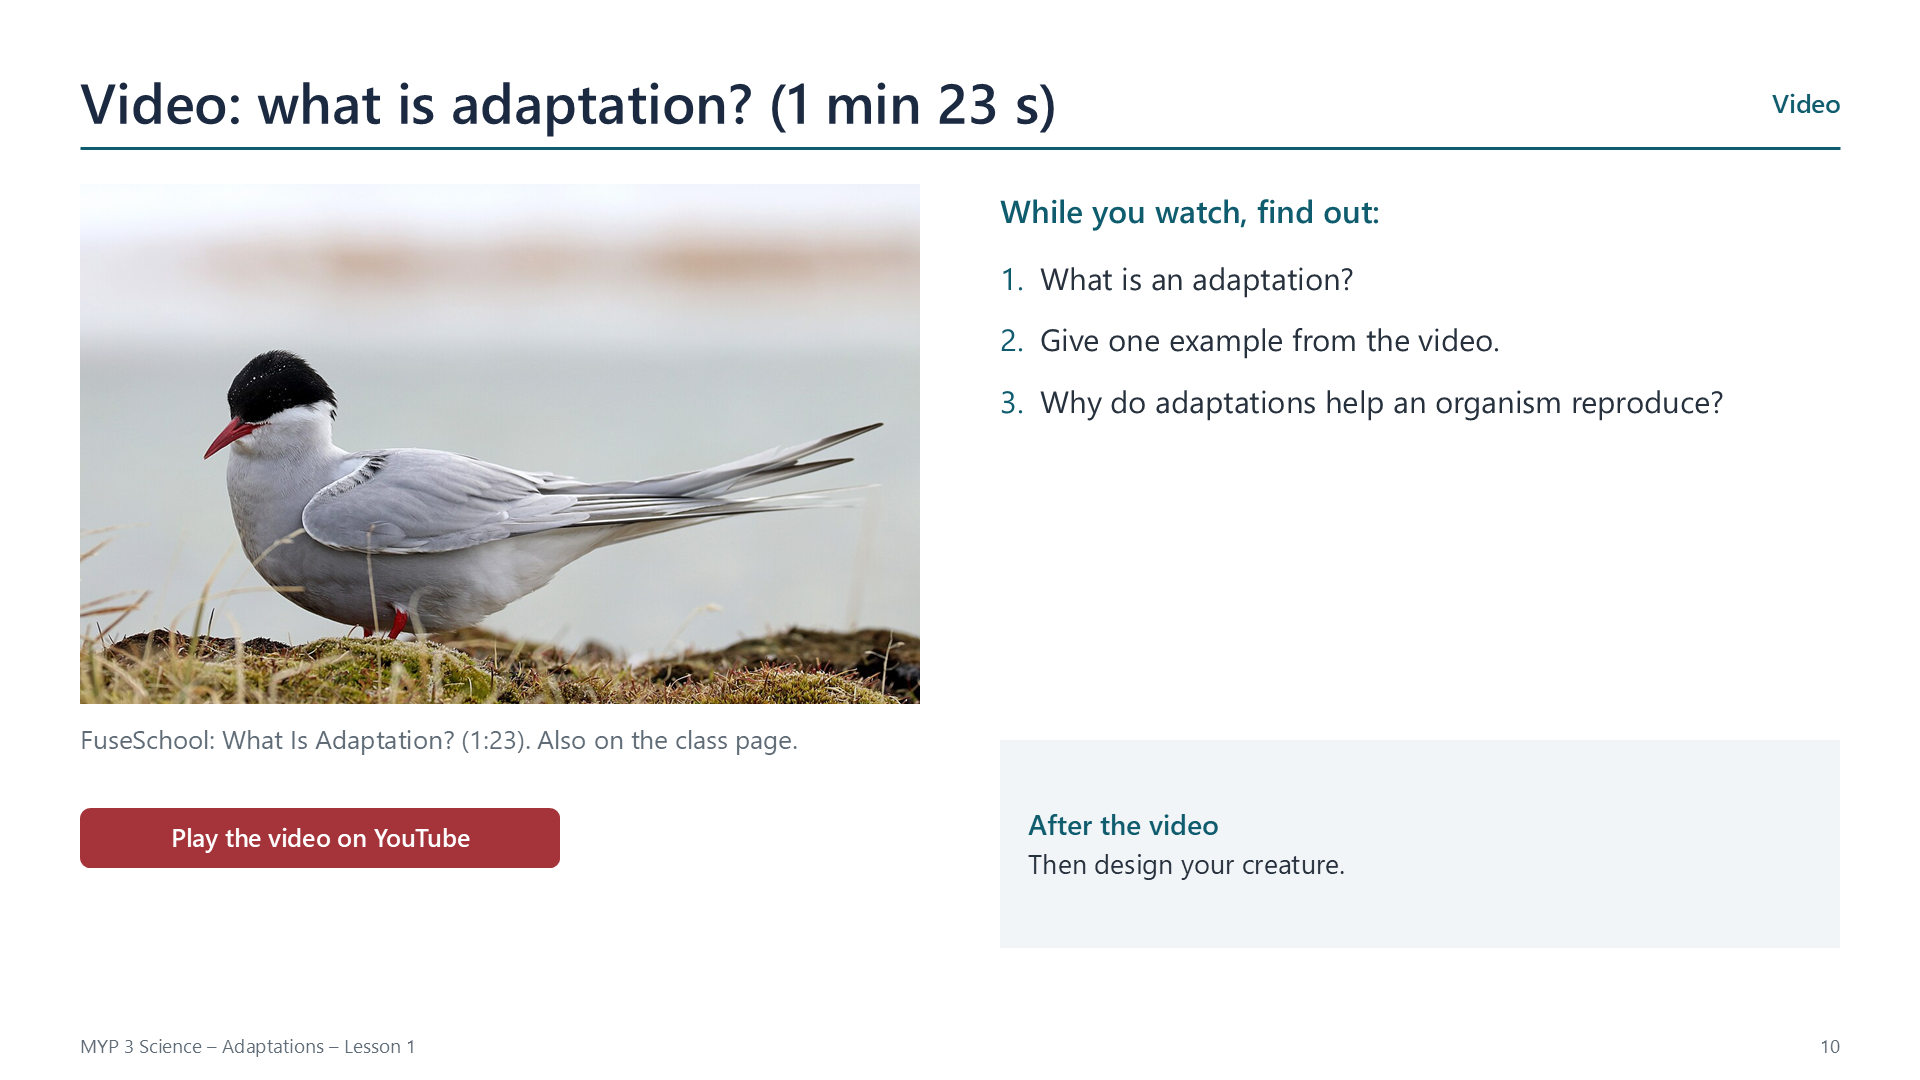 Video: what is adaptation? (1 min 23 s)
Video
While you watch, find out:
1. What is an adaptation?
2. Give one example from the video.
3. Why do adaptations help an organism reproduce?
FuseSchool: What Is Adaptation? (1:23). Also on the class page.
Play the video on YouTube
After the video
Then design your creature.
MYP 3 Science – Adaptations – Lesson 1
10